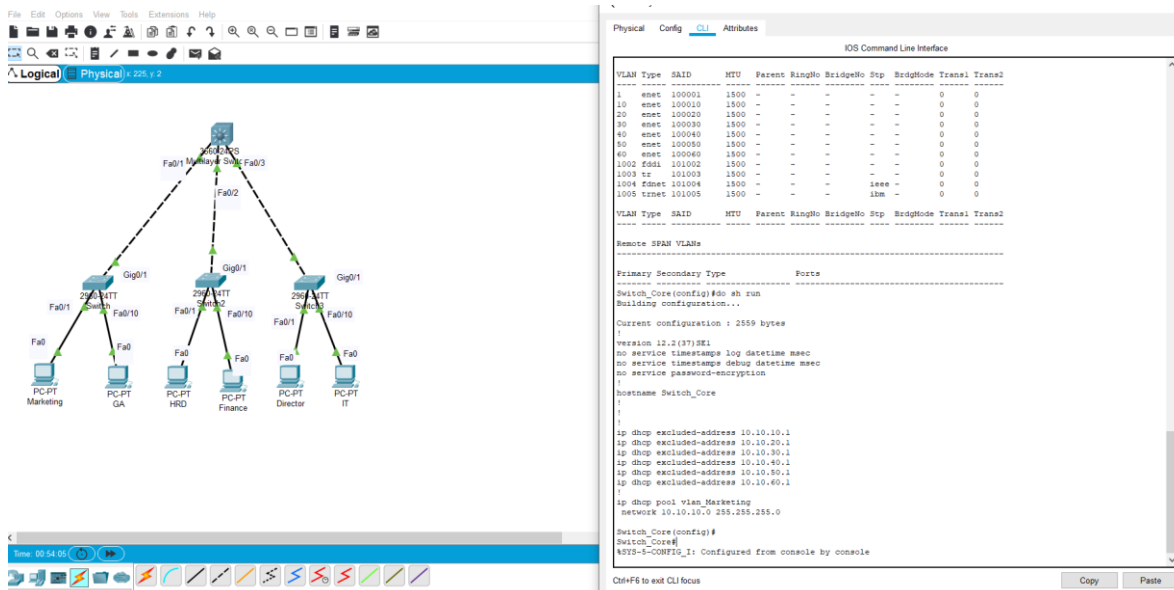 File Edit Options View Tools Extensions Help
Logical Physical x: 225, y: 2
3560-24PS
Fa0/1 Multilayer Switch Fa0/3
Fa0/2
Gig0/1 Gig0/1 Gig0/1
2960-24TT 2960-24TT 2960-24TT
Switch Switch2 Switch3
Fa0/1 Fa0/10 Fa0/1 Fa0/10 Fa0/1 Fa0/10
Fa0 Fa0 Fa0 Fa0 Fa0 Fa0
PC-PT PC-PT PC-PT PC-PT PC-PT PC-PT
Marketing GA HRD Finance Director IT
Time: 00:54:05
Physical Config CLI Attributes
IOS Command Line Interface
VLAN Type SAID MTU Parent RingNo BridgeNo Stp BrdgMode Trans1 Trans2
---- ----- ---------- ----- ------ ------ -------- ---- -------- ------ ------
1 enet 100001 1500 - - - - - 0 0
10 enet 100010 1500 - - - - - 0 0
20 enet 100020 1500 - - - - - 0 0
30 enet 100030 1500 - - - - - 0 0
40 enet 100040 1500 - - - - - 0 0
50 enet 100050 1500 - - - - - 0 0
60 enet 100060 1500 - - - - - 0 0
1002 fddi 101002 1500 - - - - - 0 0
1003 tr 101003 1500 - - - - - 0 0
1004 fdnet 101004 1500 - - - ieee - 0 0
1005 trnet 101005 1500 - - - ibm - 0 0
VLAN Type SAID MTU Parent RingNo BridgeNo Stp BrdgMode Trans1 Trans2
---- ----- ---------- ----- ------ ------ -------- ---- -------- ------ ------
Remote SPAN VLANs
------------------------------------------------------------------------------
Primary Secondary Type Ports
------- --------- ----------------- ------------------------------------------
Switch_Core(config)#do sh run
Building configuration...
Current configuration : 2559 bytes
!
version 12.2(37)SE1
no service timestamps log datetime msec
no service timestamps debug datetime msec
no service password-encryption
!
hostname Switch_Core
!
!
!
ip dhcp excluded-address 10.10.10.1
ip dhcp excluded-address 10.10.20.1
ip dhcp excluded-address 10.10.30.1
ip dhcp excluded-address 10.10.40.1
ip dhcp excluded-address 10.10.50.1
ip dhcp excluded-address 10.10.60.1
!
ip dhcp pool vlan_Marketing
network 10.10.10.0 255.255.255.0
Switch_Core(config)#
Switch_Core#
%SYS-5-CONFIG_I: Configured from console by console
Ctrl+F6 to exit CLI focus
Copy Paste